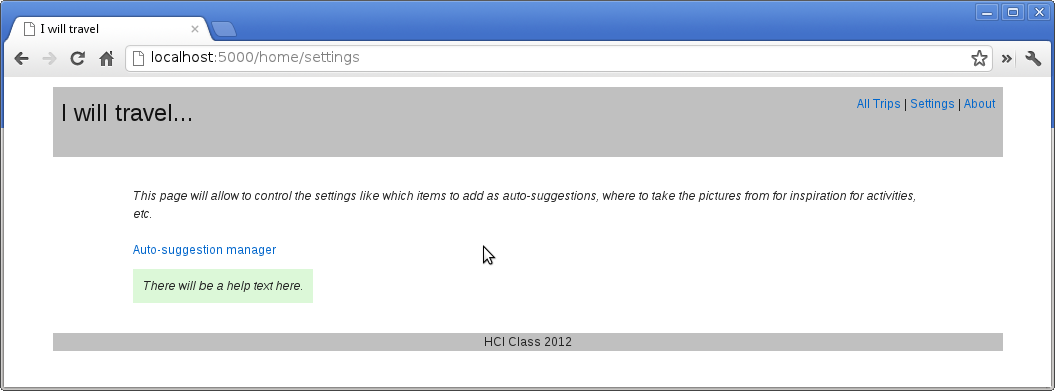 I will travel
localhost:5000/home/settings
I will travel...
All Trips | Settings | About
This page will allow to control the settings like which items to add as auto-suggestions, where to take the pictures from for inspiration for activities,
etc.
Auto-suggestion manager
There will be a help text here.
HCI Class 2012